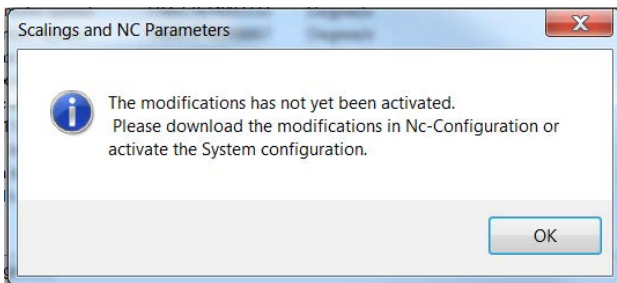 Scalings and NC Parameters
The modifications has not yet been activated.
Please download the modifications in Nc-Configuration or
activate the System configuration.
OK